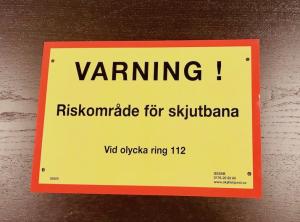 VARNING !
Riskområde för skjutbana
Vid olycka ring 112